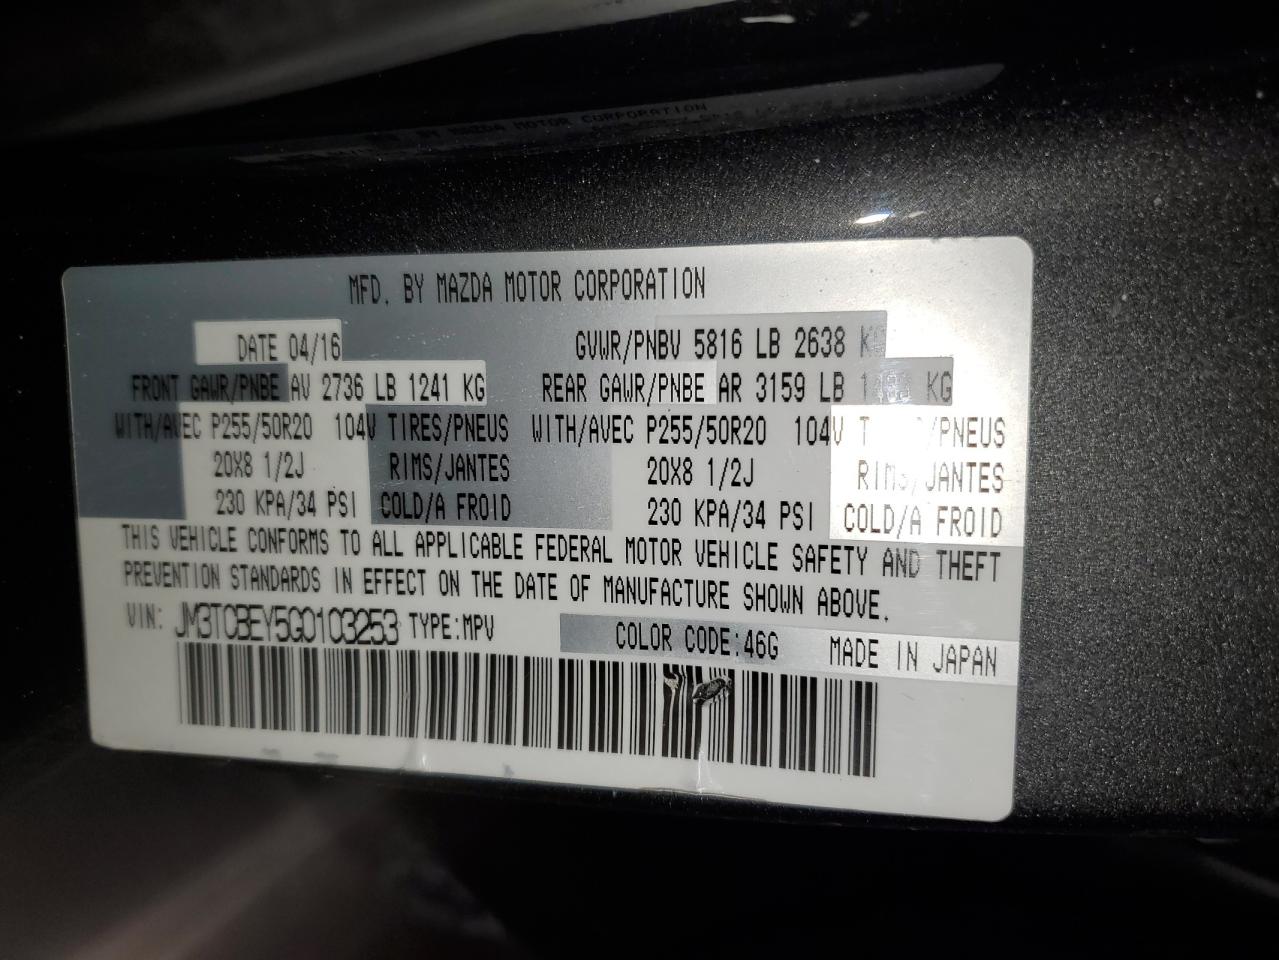 MFD. BY MAZDA MOTOR CORPORATION
DATE 04/16 GVWR/PNBV 5816 LB 2638 KG
FRONT GAWR/PNBE AV 2736 LB 1241 KG REAR GAWR/PNBE AR 3159 LB KG
WITH/AVEC P255/50R20 104V TIRES/PNEUS WITH/AVEC P255/50R20 104V
20X8 1/2J RIMS/JANTES 20X8 1/2J RIMS/JANTES
230 KPA/34 PSI COLD/A FROID 230 KPA/34 PSI COLD/A FROID
THIS VEHICLE CONFORMS TO ALL APPLICABLE FEDERAL MOTOR VEHICLE SAFETY AND THEFT
PREVENTION STANDARDS IN EFFECT ON THE DATE OF MANUFACTURE SHOWN ABOVE.
VIN: JM3TCBEY5G0103253 TYPE:MPV COLOR CODE:46G MADE IN JAPAN